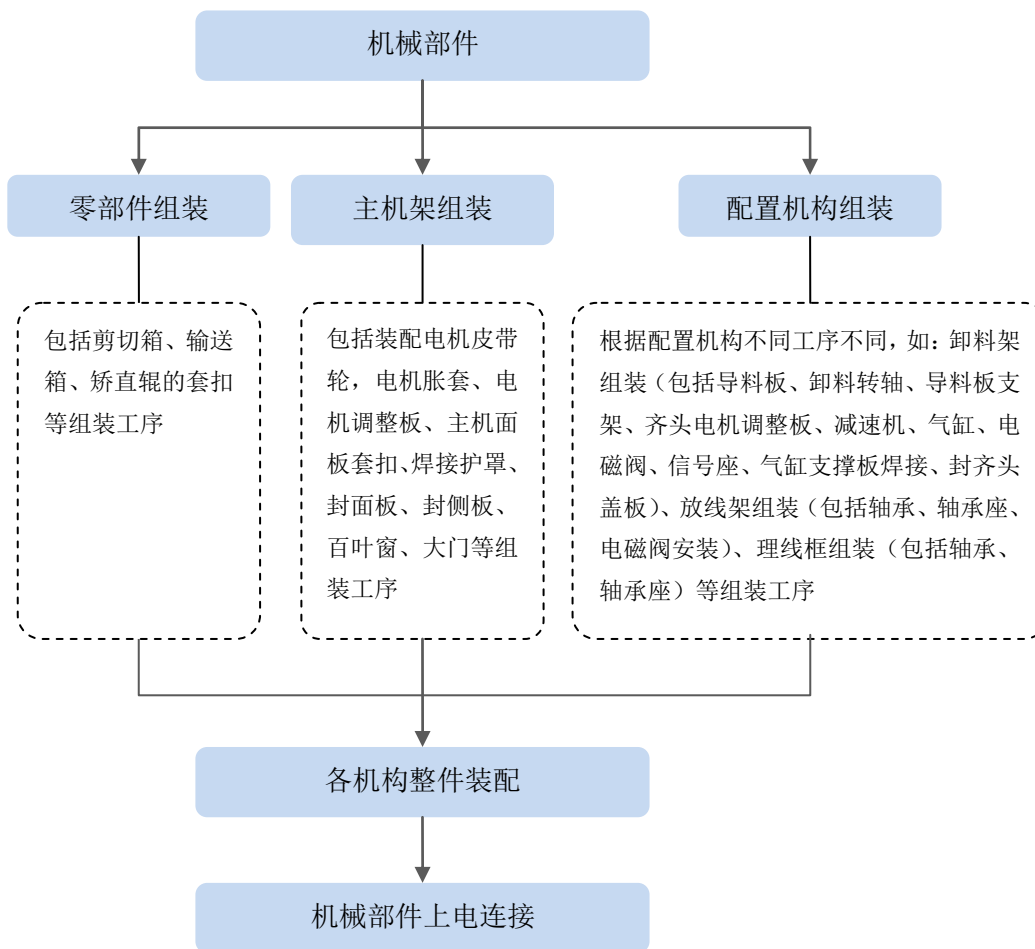 机械部件
零部件组装
主机架组装
配置机构组装
包括剪切箱、输送
箱、矫直辊的套扣
等组装工序
包括装配电机皮带
轮，电机胀套、电
机调整板、主机面
板套扣、焊接护罩、
封面板、封侧板、
百叶窗、大门等组
装工序
根据配置机构不同工序不同，如：卸料架
组装（包括导料板、卸料转轴、导料板支
架、齐头电机调整板、减速机、气缸、电
磁阀、信号座、气缸支撑板焊接、封齐头
盖板）、放线架组装（包括轴承、轴承座、
电磁阀安装）、理线框组装（包括轴承、
轴承座）等组装工序
各机构整件装配
机械部件上电连接